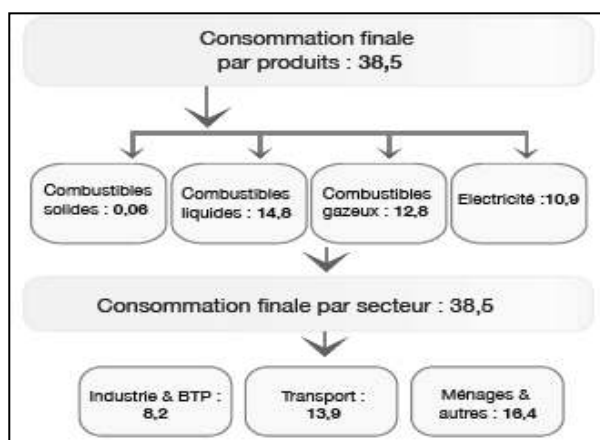 Consommation finale
par produits : 38,5
Combustibles
solides : 0,06
Combustibles
liquides : 14,8
Combustibles
gazeux : 12,8
Electricité :10,9
Consommation finale par secteur : 38,5
Industrie & BTP :
8,2
Transport :
13,9
Ménages &
autres : 16,4